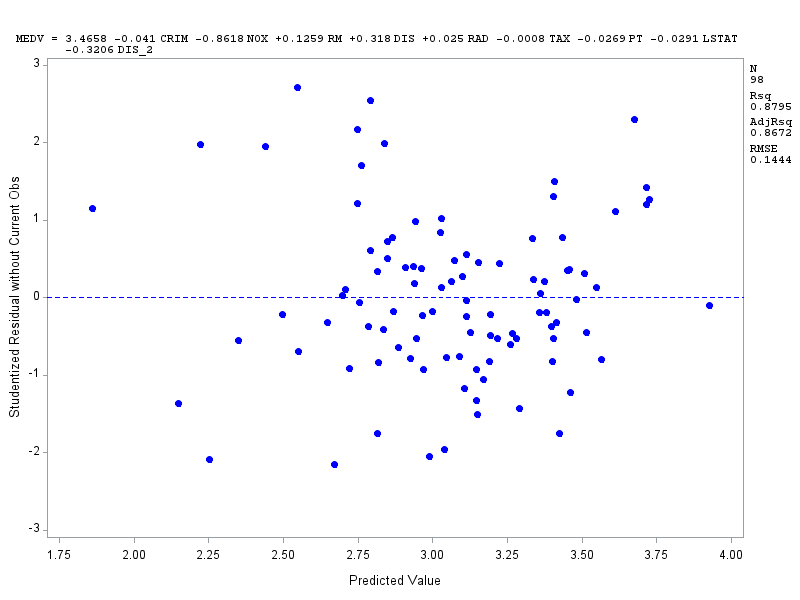 MEDV = 3.4658 -0.041 CRIM -0.8618 NOX +0.1259 RM +0.318 DIS +0.025 RAD -0.0008 TAX -0.0269 PT -0.0291 LSTAT
-0.3206 DIS_2
N
98
Rsq
0.8795
AdjRsq
0.8672
RMSE
0.1444
Studentized Residual without Current Obs
3
2
1
0
-1
-2
-3
1.75 2.00 2.25 2.50 2.75 3.00 3.25 3.50 3.75 4.00
Predicted Value